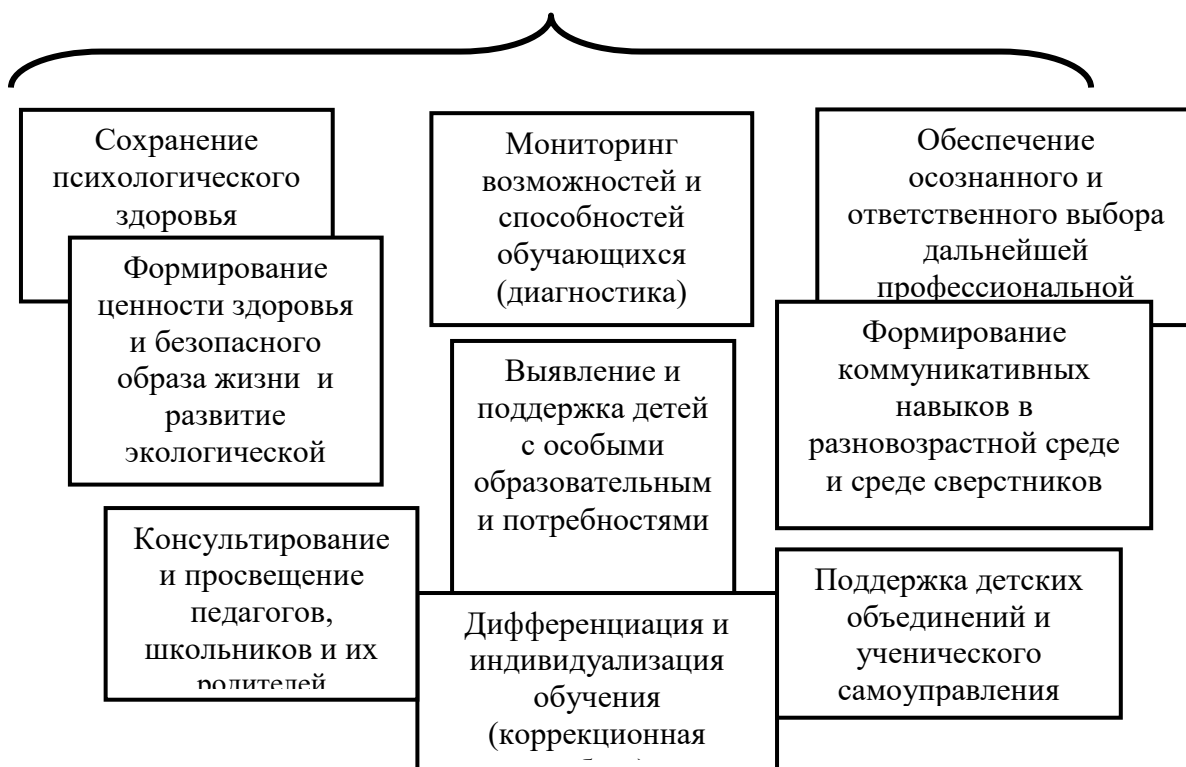 Сохранение
психологического
здоровья
Формирование
ценности здоровья
и безопасного
образа жизни и
развитие
экологической
Консультирование
и просвещение
педагогов,
школьников и их
родителей
Мониторинг
возможностей и
способностей
обучающихся
(диагностика)
Выявление и
поддержка детей
с особыми
образовательным
и потребностями
Дифференциация и
индивидуализация
обучения
(коррекционная
Обеспечение
осознанного и
ответственного выбора
дальнейшей
профессиональной
Формирование
коммуникативных
навыков в
разновозрастной среде
и среде сверстников
Поддержка детских
объединений и
ученического
самоуправления